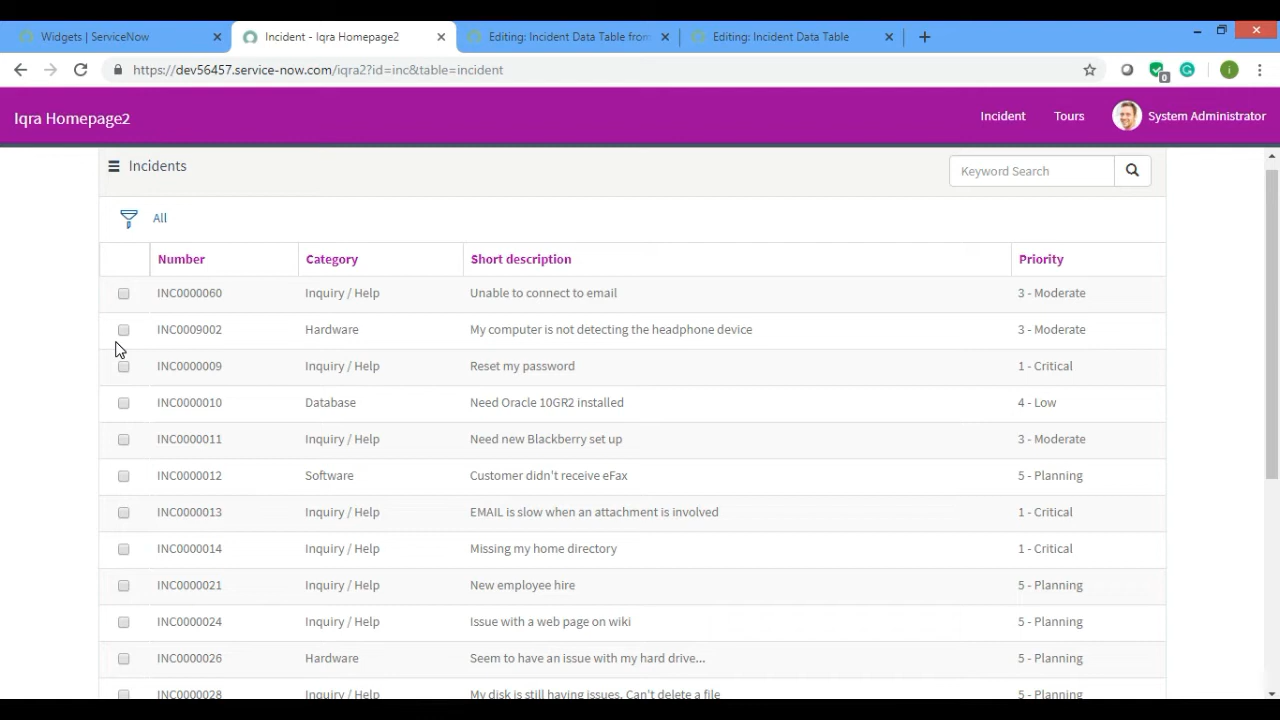 Widgets | ServiceNow
Incident - Iqra Homepage2
Editing: Incident Data Table from
Editing: Incident Data Table
https://dev56457.service-now.com/iqra2?id=inc&table=incident
0
i
Iqra Homepage2
Incident
Tours
System Administrator
Incidents
Keyword Search
All
Number Category Short description Priority
INC0000060 Inquiry / Help Unable to connect to email 3 - Moderate
INC0009002 Hardware My computer is not detecting the headphone device 3 - Moderate
INC0000009 Inquiry / Help Reset my password 1 - Critical
INC0000010 Database Need Oracle 10GR2 installed 4 - Low
INC0000011 Inquiry / Help Need new Blackberry set up 3 - Moderate
INC0000012 Software Customer didn't receive eFax 5 - Planning
INC0000013 Inquiry / Help EMAIL is slow when an attachment is involved 1 - Critical
INC0000014 Inquiry / Help Missing my home directory 1 - Critical
INC0000021 Inquiry / Help New employee hire 5 - Planning
INC0000024 Inquiry / Help Issue with a web page on wiki 5 - Planning
INC0000026 Hardware Seem to have an issue with my hard drive... 5 - Planning
INC0000028 Inquiry / Help My disk is still having issues. Can't delete a file 5 - Planning